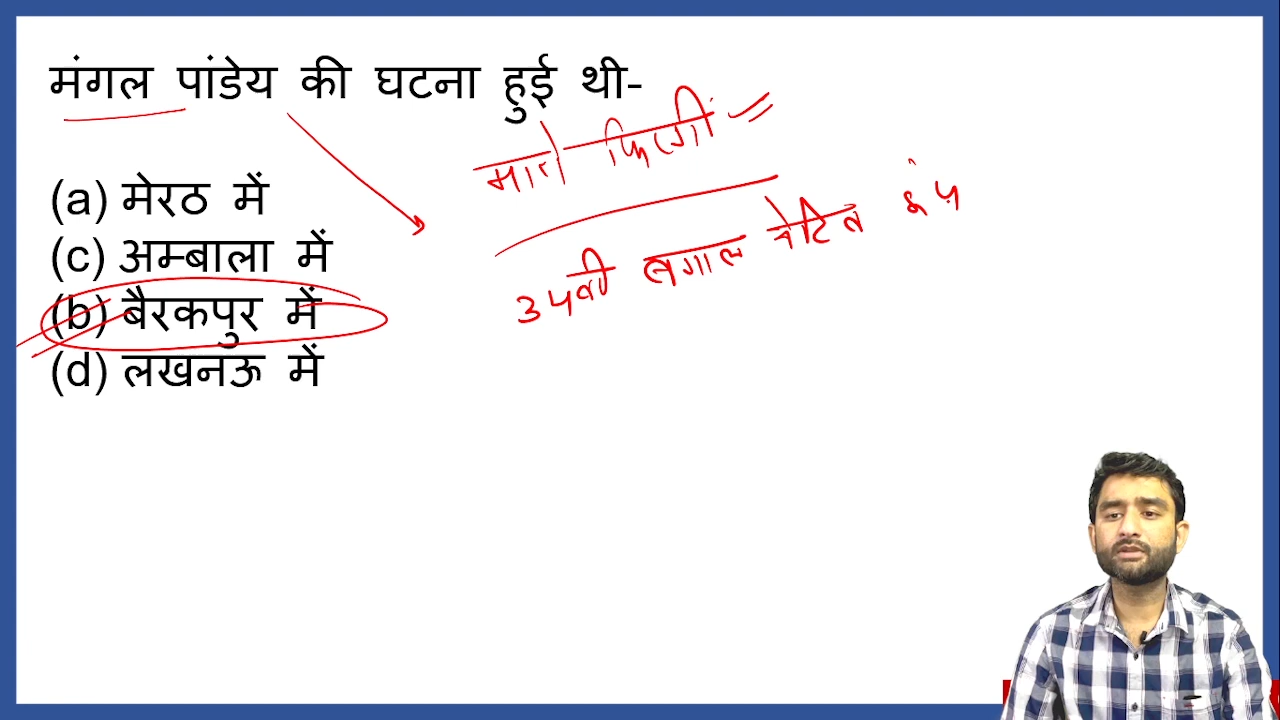 मंगल पांडेय की घटना हुई थी-
मारो फिरंगी
(a) मेरठ में
34वी बंगाल नेटिव
(c) अम्बाला में
(b) बैरकपुर में
(d) लखनऊ में